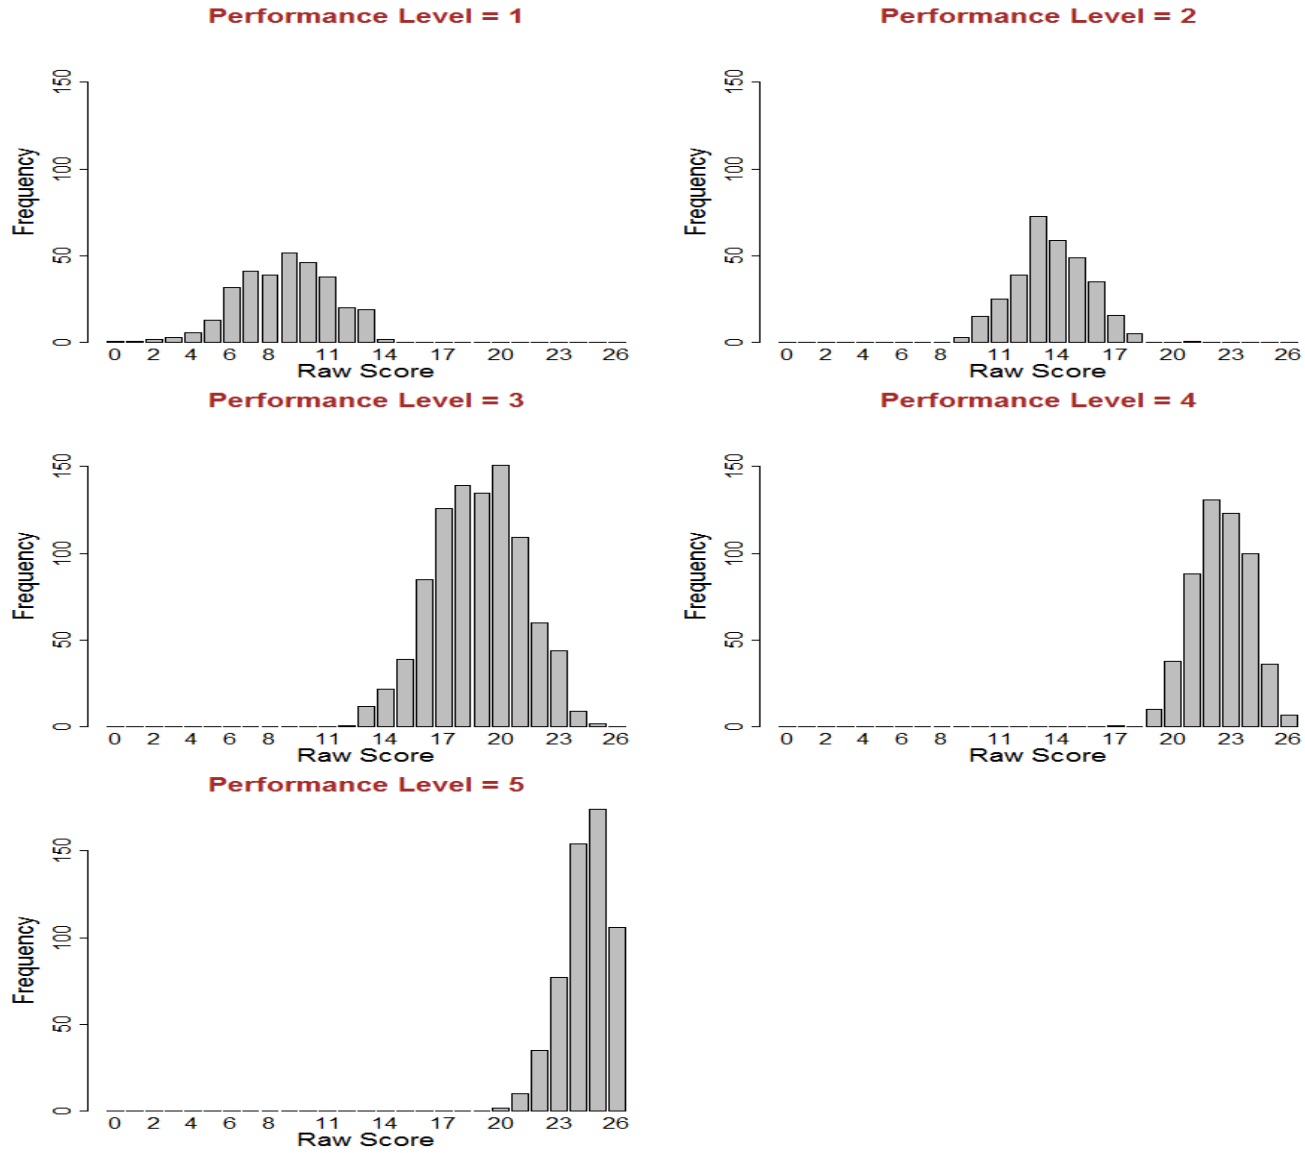 Performance Level = 1
150
100
50
0
Frequency
0 2 4 6 8 11 14 17 20 23 26
Raw Score
Performance Level = 2
150
100
50
0
Frequency
0 2 4 6 8 11 14 17 20 23 26
Raw Score
Performance Level = 3
150
100
50
0
Frequency
0 2 4 6 8 11 14 17 20 23 26
Raw Score
Performance Level = 4
150
100
50
0
Frequency
0 2 4 6 8 11 14 17 20 23 26
Raw Score
Performance Level = 5
150
100
50
0
Frequency
0 2 4 6 8 11 14 17 20 23 26
Raw Score